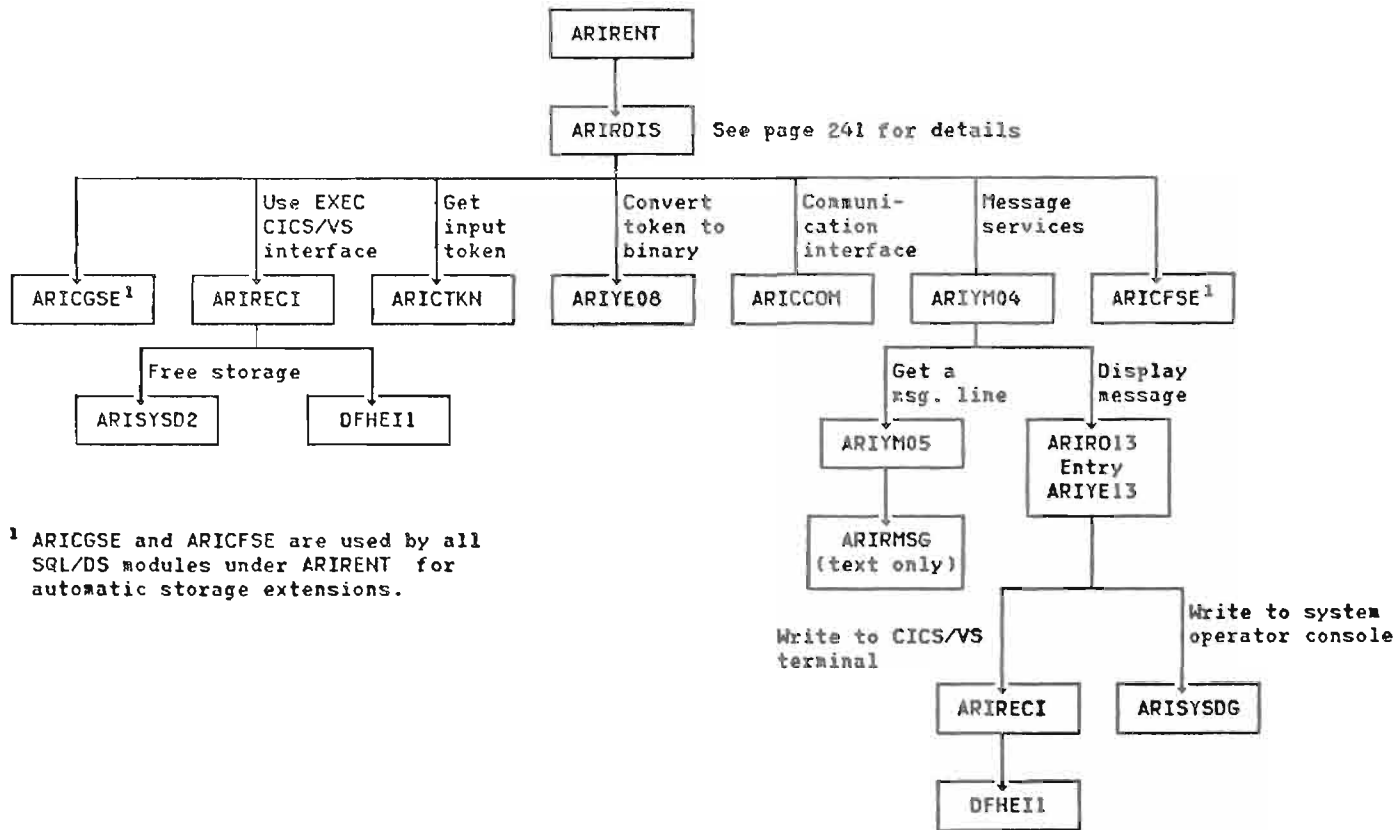 ARIRENT
ARIRDIS
See page 241 for details
Use EXEC
CICS/VS
interface
Get
input
token
Convert
token to
binary
Communi-
cation
interface
Message
services
ARICGSE1
ARIRECI
ARICTKN
ARIYE08
ARICCOM
ARIYM04
ARICFSE1
Free storage
ARISYSD2
DFHEI1
Get a
msg. line
Display
message
ARIYM05
ARIRO13
Entry
ARIYE13
ARIRMSG
(text only)
1 ARICGSE and ARICFSE are used by all
SQL/DS modules under ARIRENT for
automatic storage extensions.
Write to CICS/VS
terminal
Write to system
operator console
ARIRECI
ARISYSDG
DFHEI1